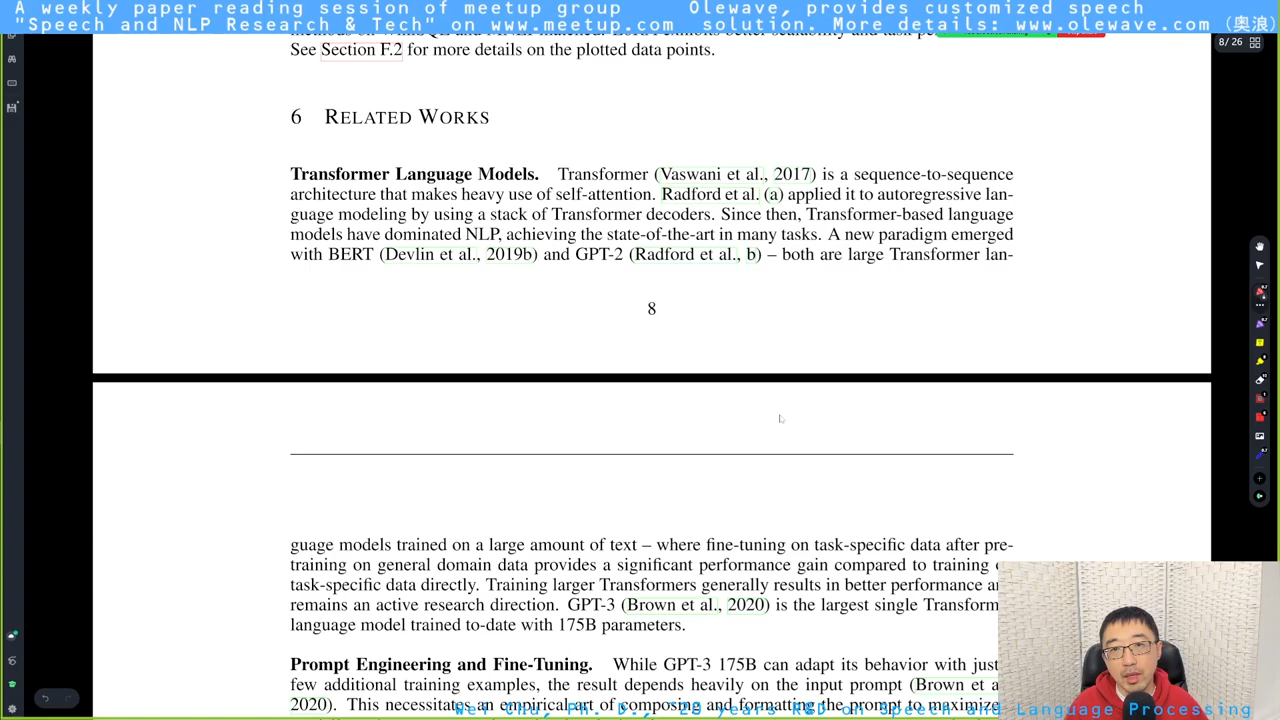 A weekly paper reading session of meetup group Olewave, provides customized speech
"Speech and NLP Research & Tech" on www.meetup.com solution. More details: www.olewave.com (奥浪)
8/26
See Section F.2 for more details on the plotted data points.
6 RELATED WORKS
Transformer Language Models. Transformer (Vaswani et al., 2017) is a sequence-to-sequence
architecture that makes heavy use of self-attention. Radford et al. (a) applied it to autoregressive lan-
guage modeling by using a stack of Transformer decoders. Since then, Transformer-based language
models have dominated NLP, achieving the state-of-the-art in many tasks. A new paradigm emerged
with BERT (Devlin et al., 2019b) and GPT-2 (Radford et al., b) – both are large Transformer lan-
8
guage models trained on a large amount of text – where fine-tuning on task-specific data after pre-
training on general domain data provides a significant performance gain compared to training
task-specific data directly. Training larger Transformers generally results in better performance
remains an active research direction. GPT-3 (Brown et al., 2020) is the largest single Transform
language model trained to-date with 175B parameters.
Prompt Engineering and Fine-Tuning. While GPT-3 175B can adapt its behavior with just
few additional training examples, the result depends heavily on the input prompt (Brown et a
2020). This necessitates an empirical art of composing and formatting the prompt to maximize
Wei Chu, Ph. D., ~20 years R&D on Speech and Language Processing